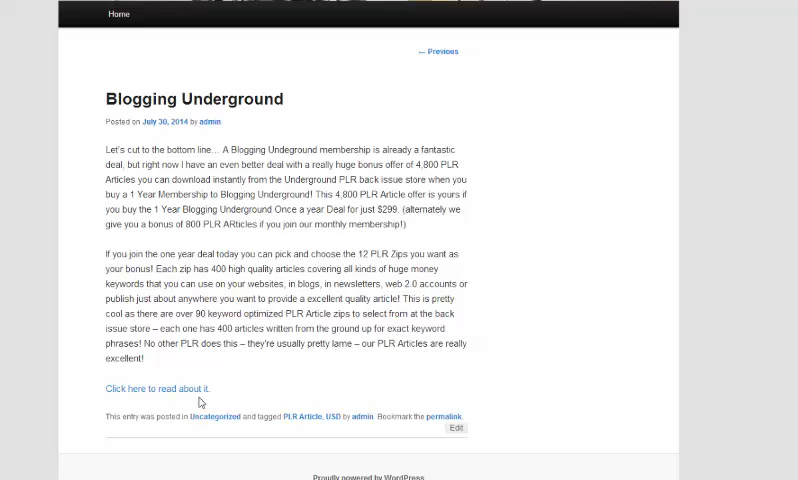 Home
← Previous
Blogging Underground
Posted on July 30, 2014 by admin
Let's cut to the bottom line… A Blogging Undeground membership is already a fantastic
deal, but right now I have an even better deal with a really huge bonus offer of 4,800 PLR
Articles you can download instantly from the Underground PLR back issue store when you
buy a 1 Year Membership to Blogging Underground! This 4,800 PLR Article offer is yours if
you buy the 1 Year Blogging Underground Once a year Deal for just $299. (alternately we
give you a bonus of 800 PLR ARticles if you join our monthly membership!)
If you join the one year deal today you can pick and choose the 12 PLR Zips you want as
your bonus! Each zip has 400 high quality articles covering all kinds of huge money
keywords that you can use on your websites, in blogs, in newsletters, web 2.0 accounts or
publish just about anywhere you want to provide a excellent quality article! This is pretty
cool as there are over 90 keyword optimized PLR Article zips to select from at the back
issue store – each one has 400 articles written from the ground up for exact keyword
phrases! No other PLR does this – they're usually pretty lame – our PLR Articles are really
excellent!
Click here to read about it.
This entry was posted in Uncategorized and tagged PLR Article, USD by admin. Bookmark the permalink.
Edit
Proudly powered by WordPress